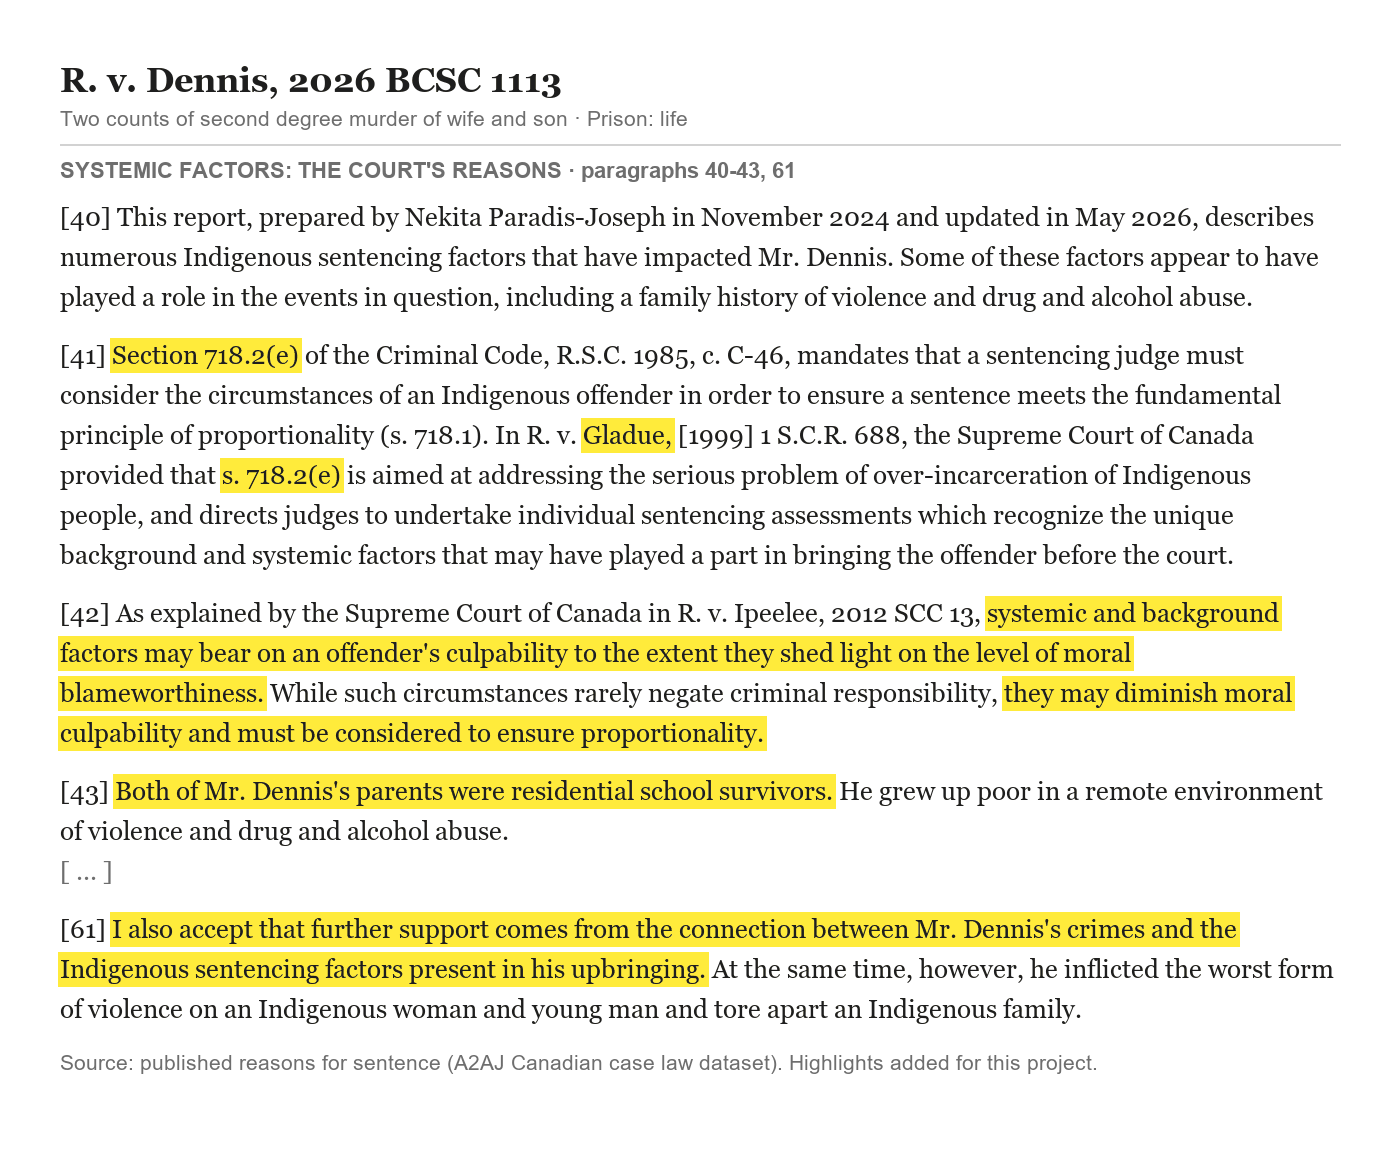 R. v. Dennis, 2026 BCSC 1113
Two counts of second degree murder of wife and son · Prison: life
SYSTEMIC FACTORS: THE COURT'S REASONS · paragraphs 40-43, 61
[40] This report, prepared by Nekita Paradis-Joseph in November 2024 and updated in May 2026, describes
numerous Indigenous sentencing factors that have impacted Mr. Dennis. Some of these factors appear to have
played a role in the events in question, including a family history of violence and drug and alcohol abuse.
[41] Section 718.2(e) of the Criminal Code, R.S.C. 1985, c. C-46, mandates that a sentencing judge must
consider the circumstances of an Indigenous offender in order to ensure a sentence meets the fundamental
principle of proportionality (s. 718.1). In R. v. Gladue, [1999] 1 S.C.R. 688, the Supreme Court of Canada
provided that s. 718.2(e) is aimed at addressing the serious problem of over-incarceration of Indigenous
people, and directs judges to undertake individual sentencing assessments which recognize the unique
background and systemic factors that may have played a part in bringing the offender before the court.
[42] As explained by the Supreme Court of Canada in R. v. Ipeelee, 2012 SCC 13, systemic and background
factors may bear on an offender's culpability to the extent they shed light on the level of moral
blameworthiness. While such circumstances rarely negate criminal responsibility, they may diminish moral
culpability and must be considered to ensure proportionality.
[43] Both of Mr. Dennis's parents were residential school survivors. He grew up poor in a remote environment
of violence and drug and alcohol abuse.
[ ... ]
[61] I also accept that further support comes from the connection between Mr. Dennis's crimes and the
Indigenous sentencing factors present in his upbringing. At the same time, however, he inflicted the worst form
of violence on an Indigenous woman and young man and tore apart an Indigenous family.
Source: published reasons for sentence (A2AJ Canadian case law dataset). Highlights added for this project.